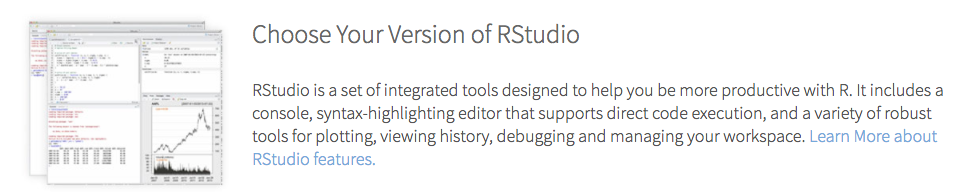 Choose Your Version of RStudio
RStudio is a set of integrated tools designed to help you be more productive with R. It includes a
console, syntax-highlighting editor that supports direct code execution, and a variety of robust
tools for plotting, viewing history, debugging and managing your workspace. Learn More about
RStudio features.